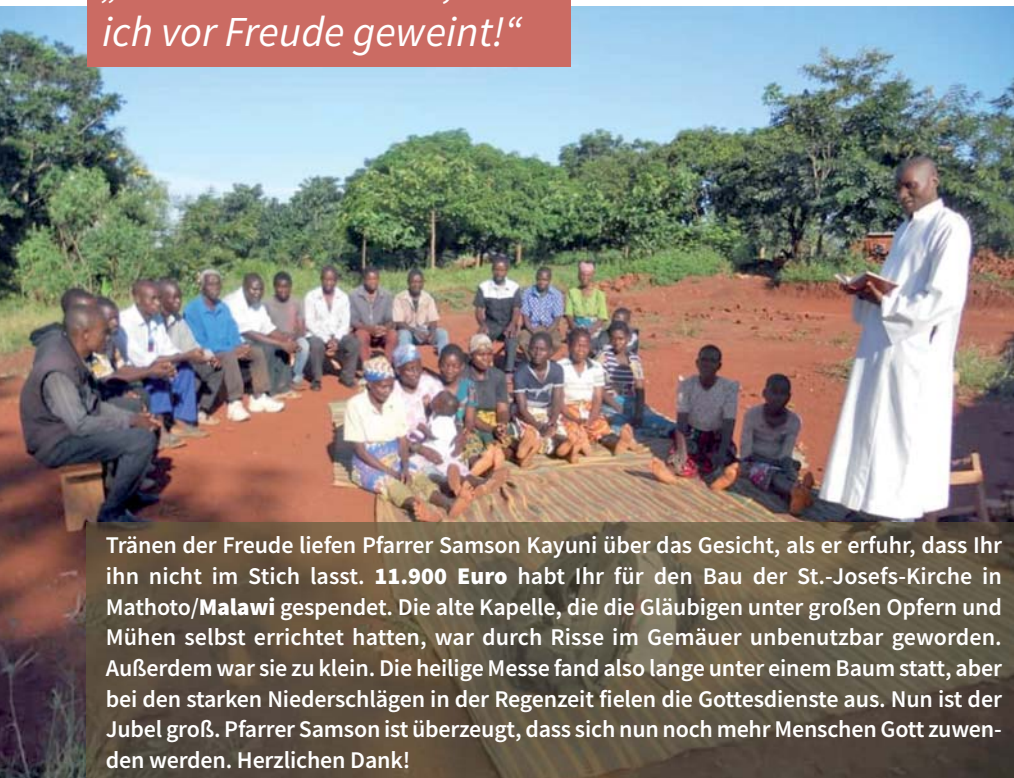 ich vor Freude geweint!“
Tränen der Freude liefen Pfarrer Samson Kayuni über das Gesicht, als er erfuhr, dass Ihr
ihn nicht im Stich lasst. 11.900 Euro habt Ihr für den Bau der St.-Josefs-Kirche in
Mathoto/Malawi gespendet. Die alte Kapelle, die die Gläubigen unter großen Opfern und
Mühen selbst errichtet hatten, war durch Risse im Gemäuer unbenutzbar geworden.
Außerdem war sie zu klein. Die heilige Messe fand also lange unter einem Baum statt, aber
bei den starken Niederschlägen in der Regenzeit fielen die Gottesdienste aus. Nun ist der
Jubel groß. Pfarrer Samson ist überzeugt, dass sich nun noch mehr Menschen Gott zuwen-
den werden. Herzlichen Dank!